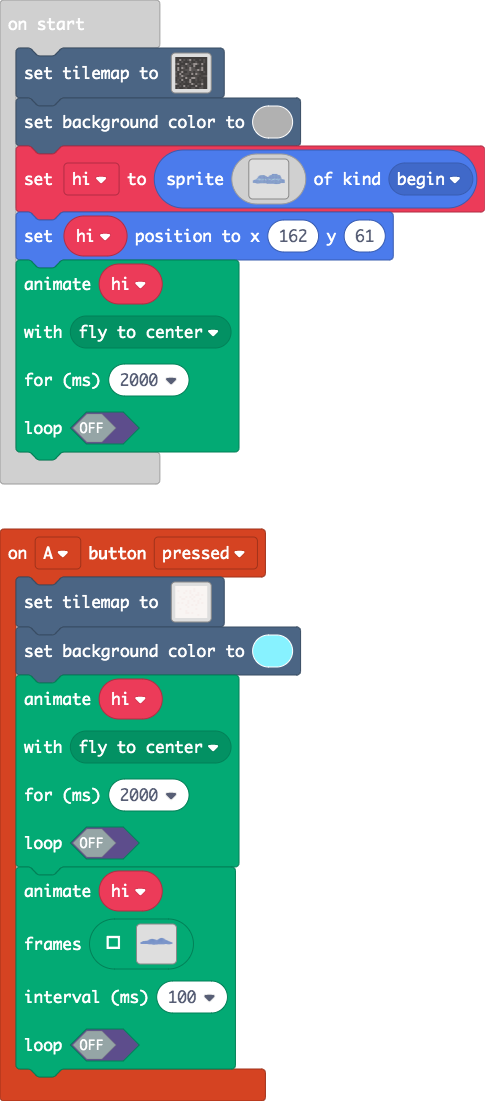 on start
set tilemap to
set background color to
set hi to sprite of kind begin
set hi position to x 162 y 61
animate hi
with fly to center
for (ms) 2000
loop OFF
on A button pressed
set tilemap to
set background color to
animate hi
with fly to center
for (ms) 2000
loop OFF
animate hi
frames
interval (ms) 100
loop OFF